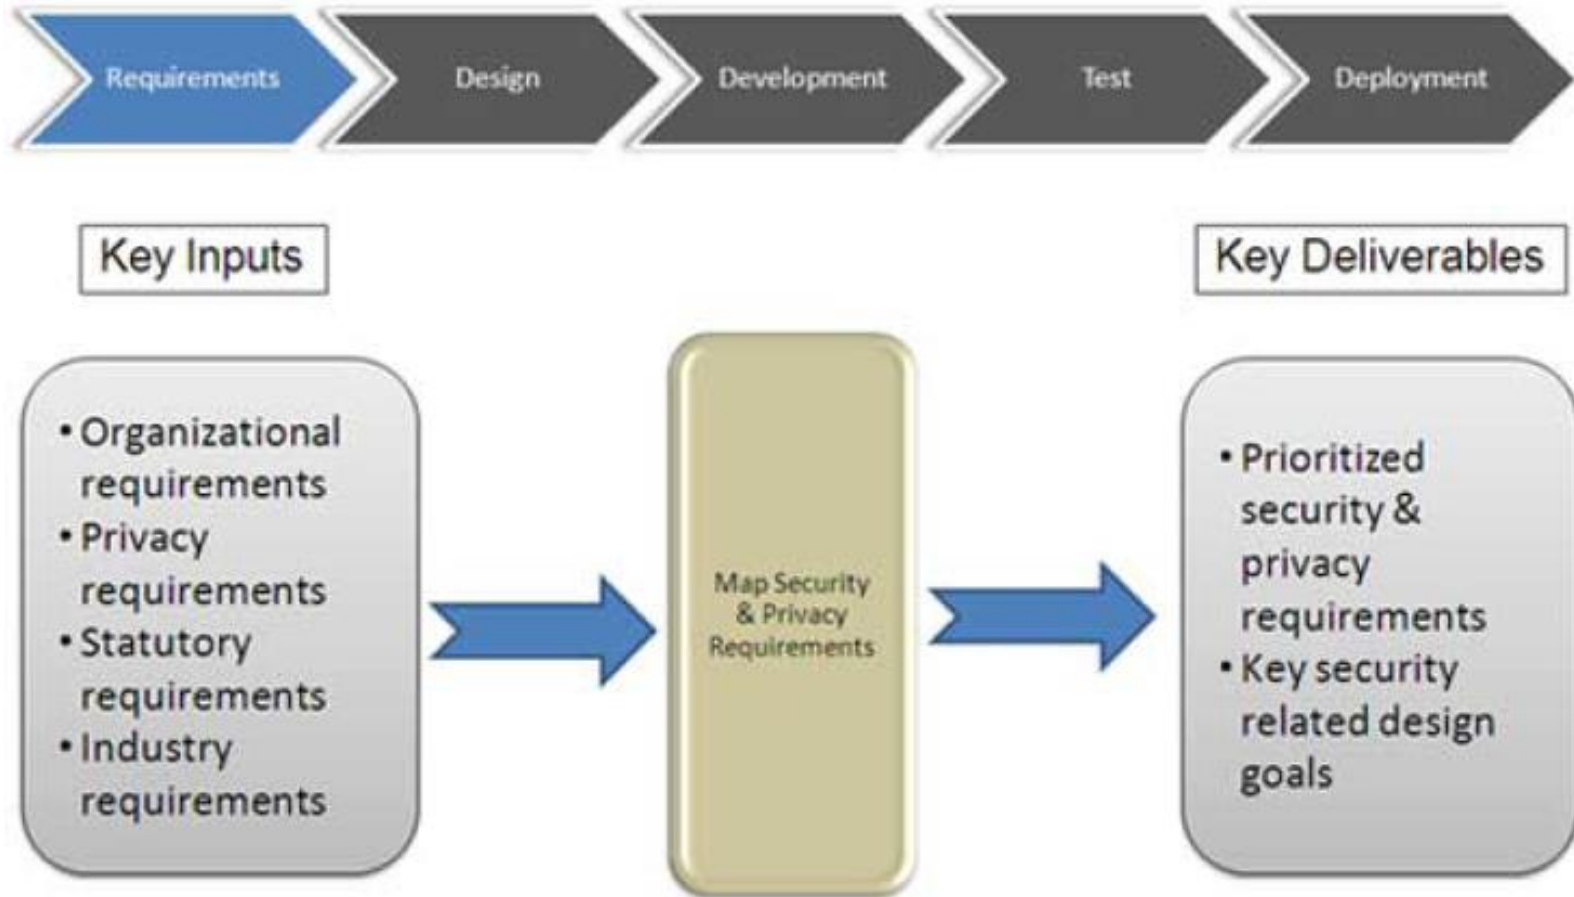 Requirements
Design
Development
Test
Deployment
Key Inputs
Key Deliverables
• Organizational
requirements
• Privacy
requirements
• Statutory
requirements
• Industry
requirements
Map Security
& Privacy
Requirements
• Prioritized
security &
privacy
requirements
• Key security
related design
goals